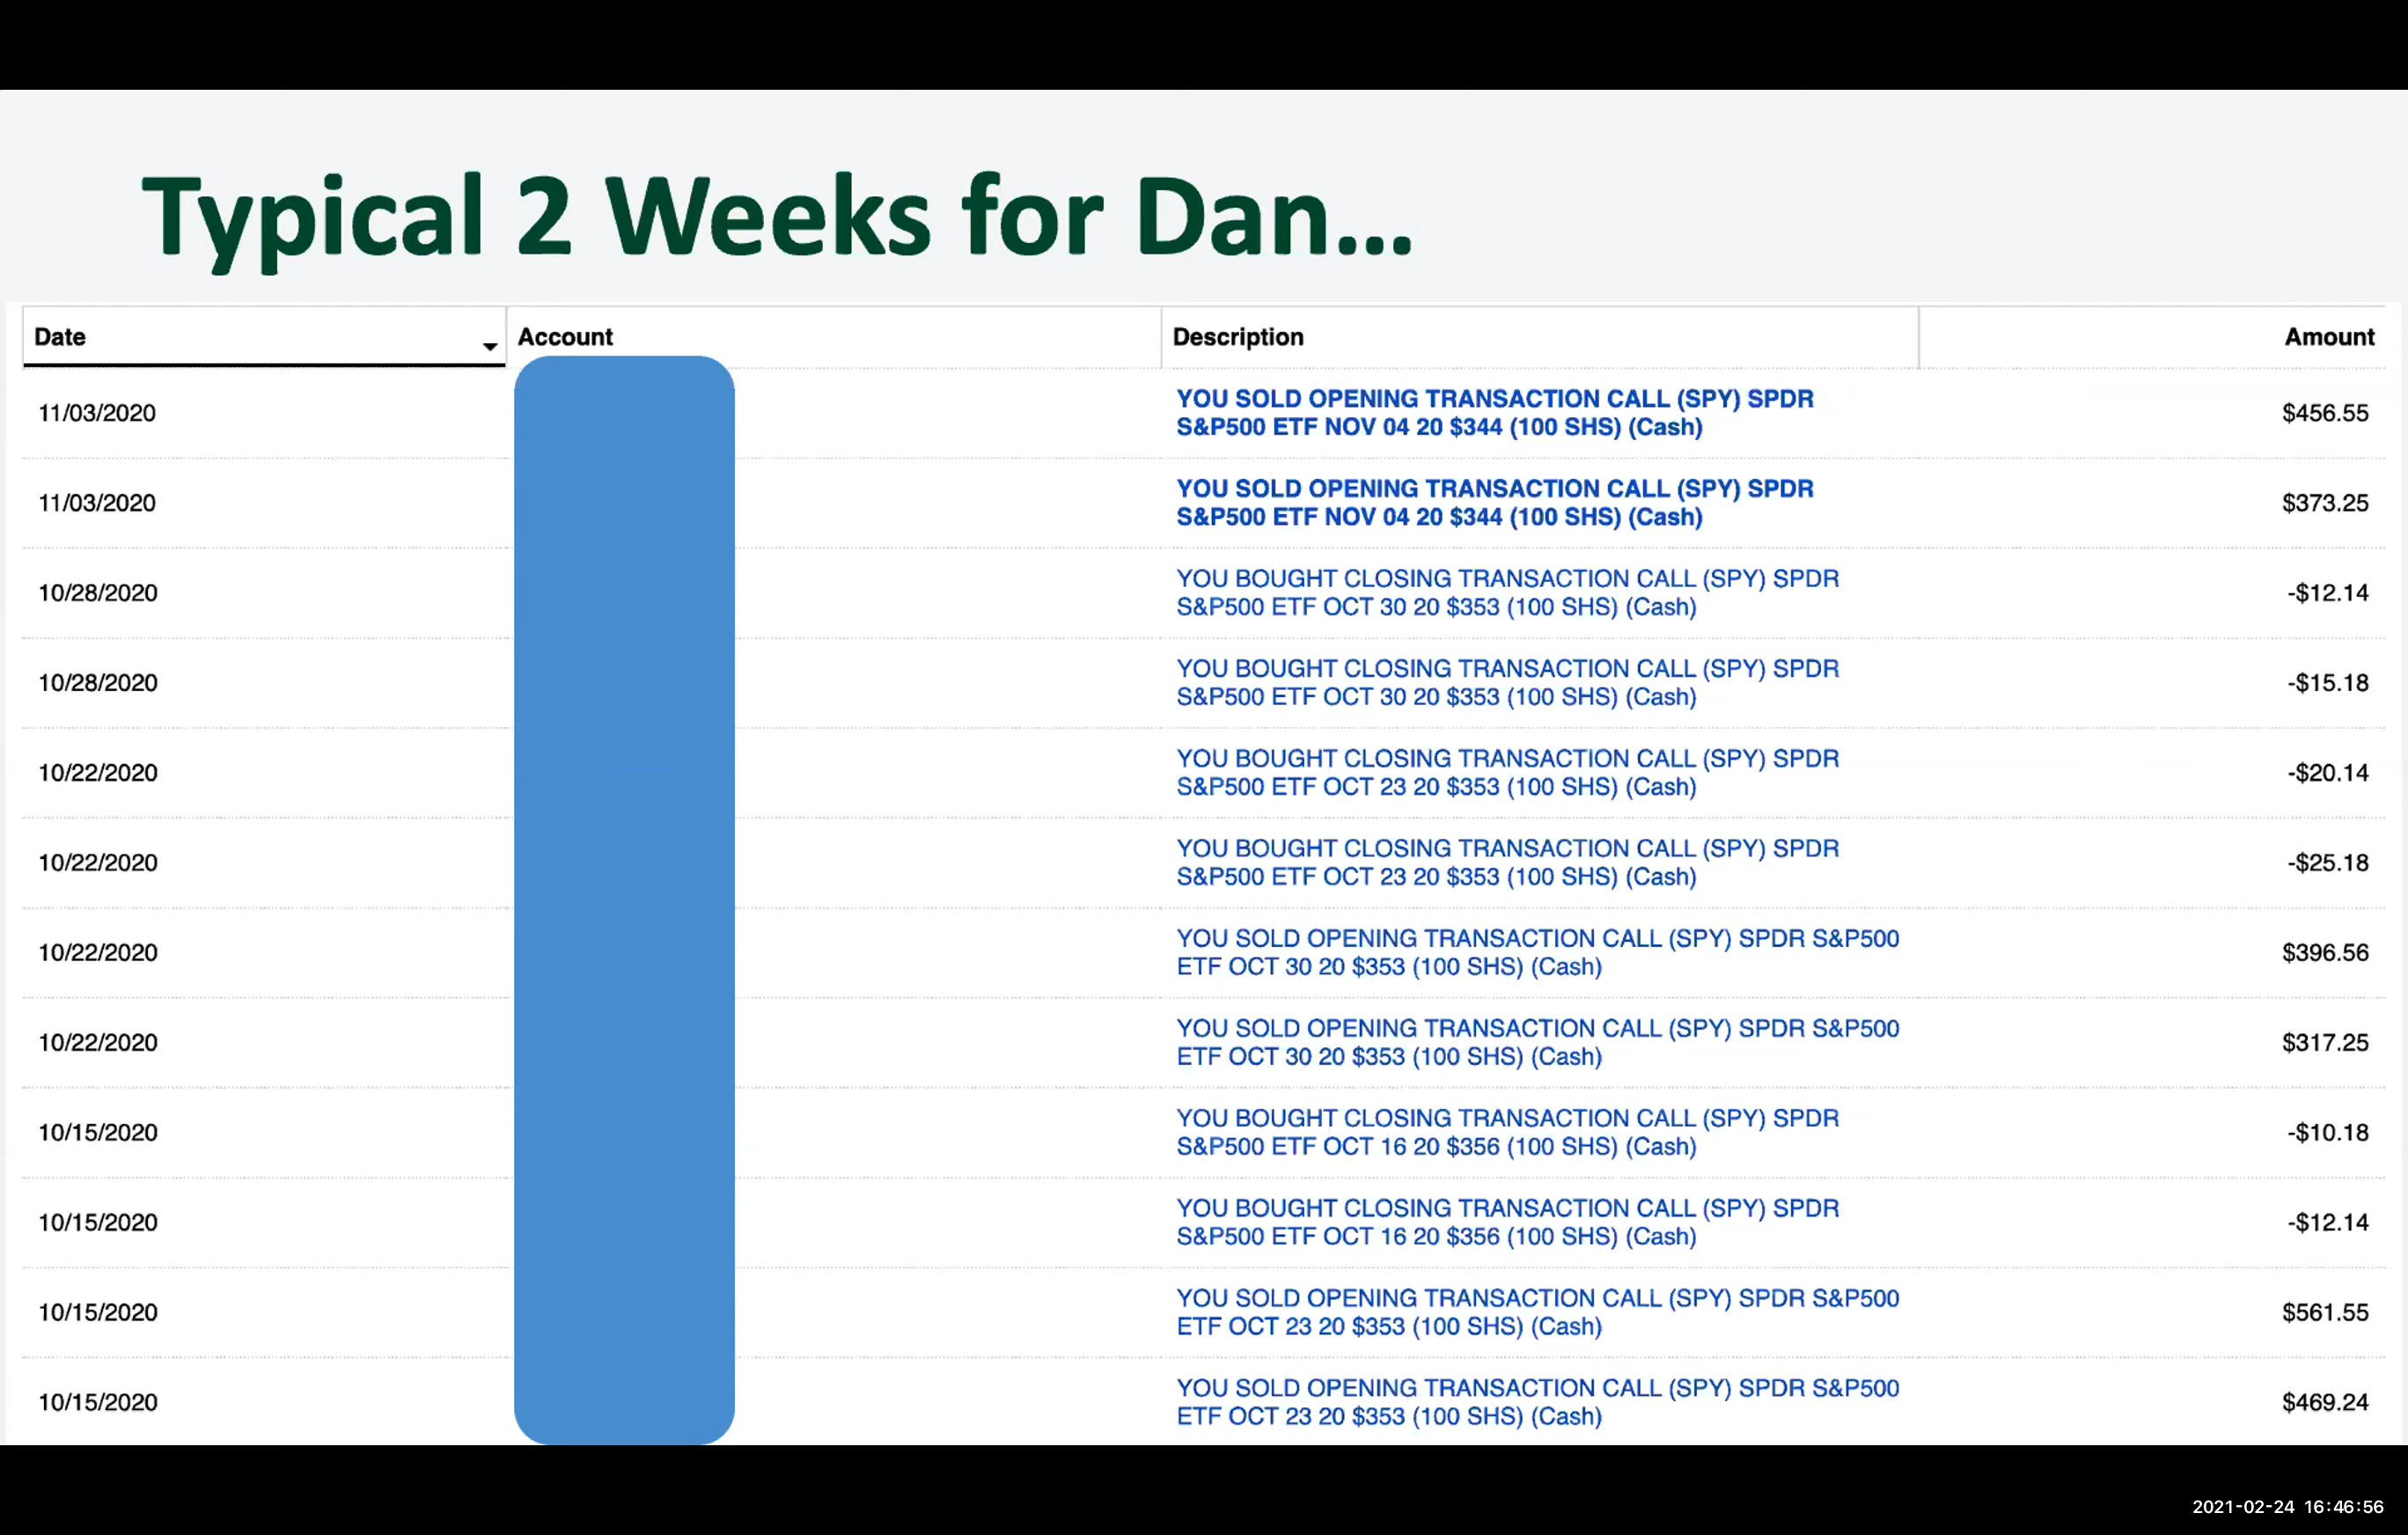 Typical 2 Weeks for Dan...
Date Account Description Amount
11/03/2020 YOU SOLD OPENING TRANSACTION CALL (SPY) SPDR
S&P500 ETF NOV 04 20 $344 (100 SHS) (Cash) $456.55
11/03/2020 YOU SOLD OPENING TRANSACTION CALL (SPY) SPDR
S&P500 ETF NOV 04 20 $344 (100 SHS) (Cash) $373.25
10/28/2020 YOU BOUGHT CLOSING TRANSACTION CALL (SPY) SPDR
S&P500 ETF OCT 30 20 $353 (100 SHS) (Cash) -$12.14
10/28/2020 YOU BOUGHT CLOSING TRANSACTION CALL (SPY) SPDR
S&P500 ETF OCT 30 20 $353 (100 SHS) (Cash) -$15.18
10/22/2020 YOU BOUGHT CLOSING TRANSACTION CALL (SPY) SPDR
S&P500 ETF OCT 23 20 $353 (100 SHS) (Cash) -$20.14
10/22/2020 YOU BOUGHT CLOSING TRANSACTION CALL (SPY) SPDR
S&P500 ETF OCT 23 20 $353 (100 SHS) (Cash) -$25.18
10/22/2020 YOU SOLD OPENING TRANSACTION CALL (SPY) SPDR S&P500
ETF OCT 30 20 $353 (100 SHS) (Cash) $396.56
10/22/2020 YOU SOLD OPENING TRANSACTION CALL (SPY) SPDR S&P500
ETF OCT 30 20 $353 (100 SHS) (Cash) $317.25
10/15/2020 YOU BOUGHT CLOSING TRANSACTION CALL (SPY) SPDR
S&P500 ETF OCT 16 20 $356 (100 SHS) (Cash) -$10.18
10/15/2020 YOU BOUGHT CLOSING TRANSACTION CALL (SPY) SPDR
S&P500 ETF OCT 16 20 $356 (100 SHS) (Cash) -$12.14
10/15/2020 YOU SOLD OPENING TRANSACTION CALL (SPY) SPDR S&P500
ETF OCT 23 20 $353 (100 SHS) (Cash) $561.55
10/15/2020 YOU SOLD OPENING TRANSACTION CALL (SPY) SPDR S&P500
ETF OCT 23 20 $353 (100 SHS) (Cash) $469.24
2021-02-24 16:46:56